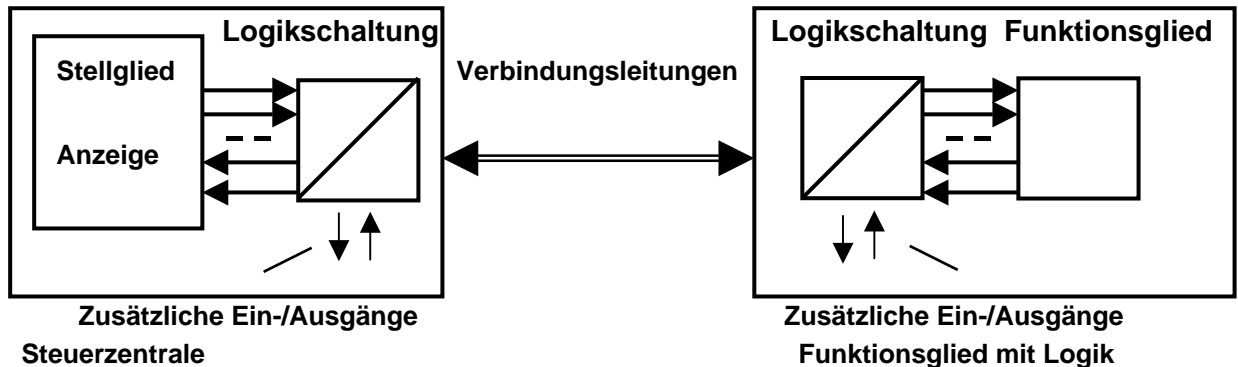 Logikschaltung
Stellglied
Anzeige
Verbindungsleitungen
Logikschaltung Funktionsglied
Zusätzliche Ein-/Ausgänge
Steuerzentrale
Zusätzliche Ein-/Ausgänge
Funktionsglied mit Logik